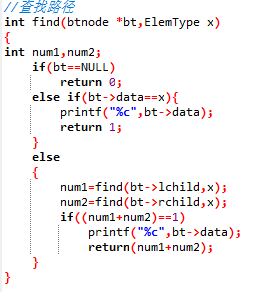 //查找路径
int find(btnode *bt,ElemType x)
{
int num1,num2;
    if(bt==NULL)
        return 0;
    else if(bt->data==x){
        printf("%c",bt->data);
        return 1;
    }
    else
    {
        num1=find(bt->lchild,x);
        num2=find(bt->rchild,x);
        if((num1+num2)==1)
            printf("%c",bt->data);
            return(num1+num2);
    }
}